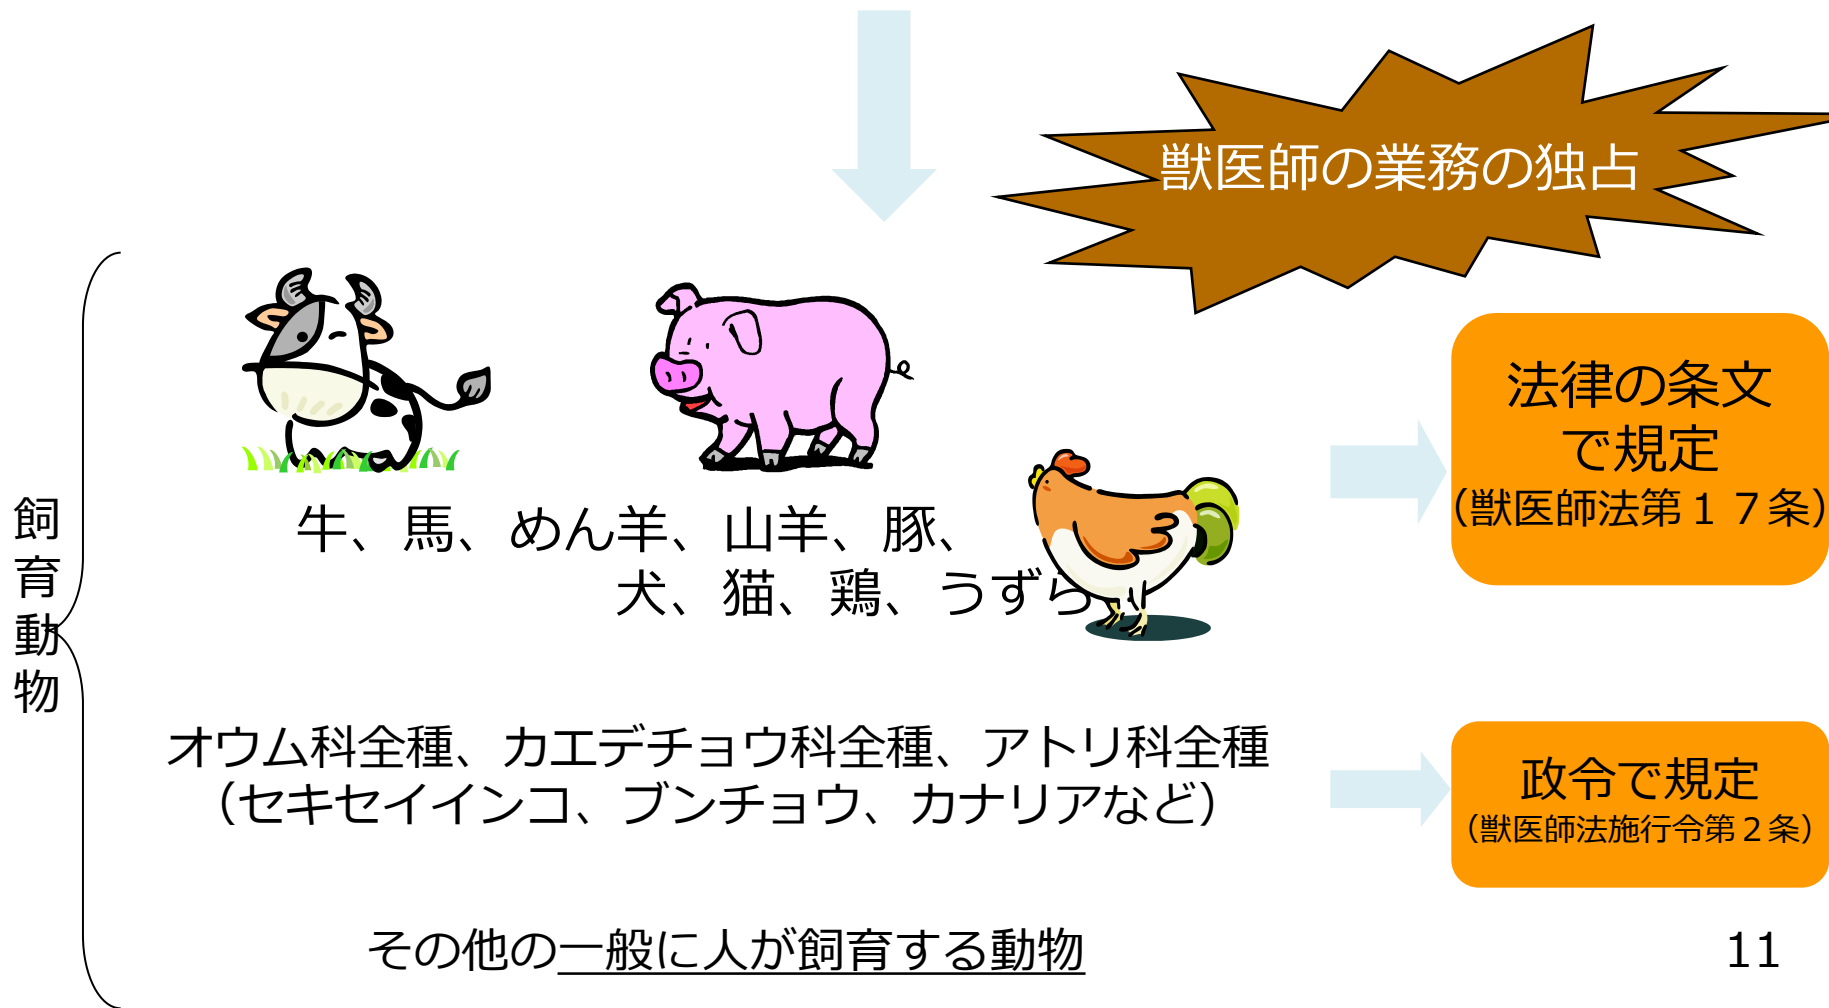 獣医師の業務の独占
法律の条文
で規定
（獣医師法第１７条）
牛、馬、めん羊、山羊、豚、
犬、猫、鶏、うずら
飼育動物
オウム科全種、カエデチョウ科全種、アトリ科全種
（セキセイインコ、ブンチョウ、カナリアなど）
政令で規定
（獣医師法施行令第２条）
その他の一般に人が飼育する動物
11